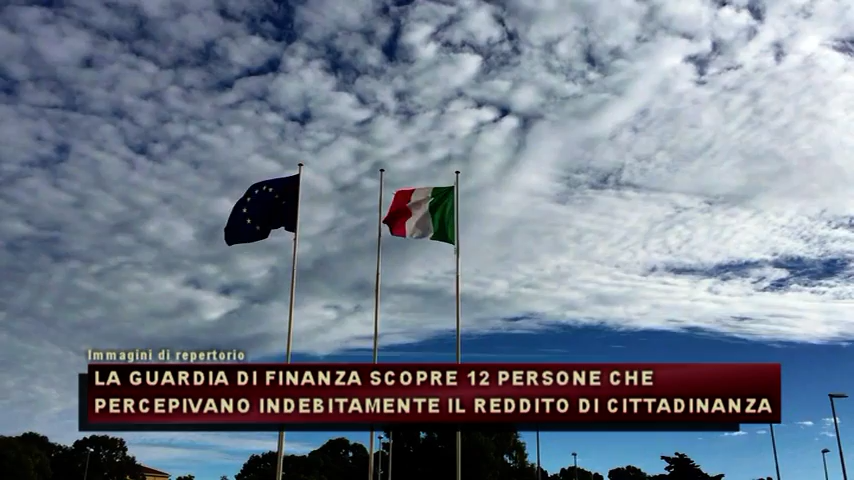 Immagini di repertorio
LA GUARDIA DI FINANZA SCOPRE 12 PERSONE CHE
PERCEPIVANO INDEBITAMENTE IL REDDITO DI CITTADINANZA